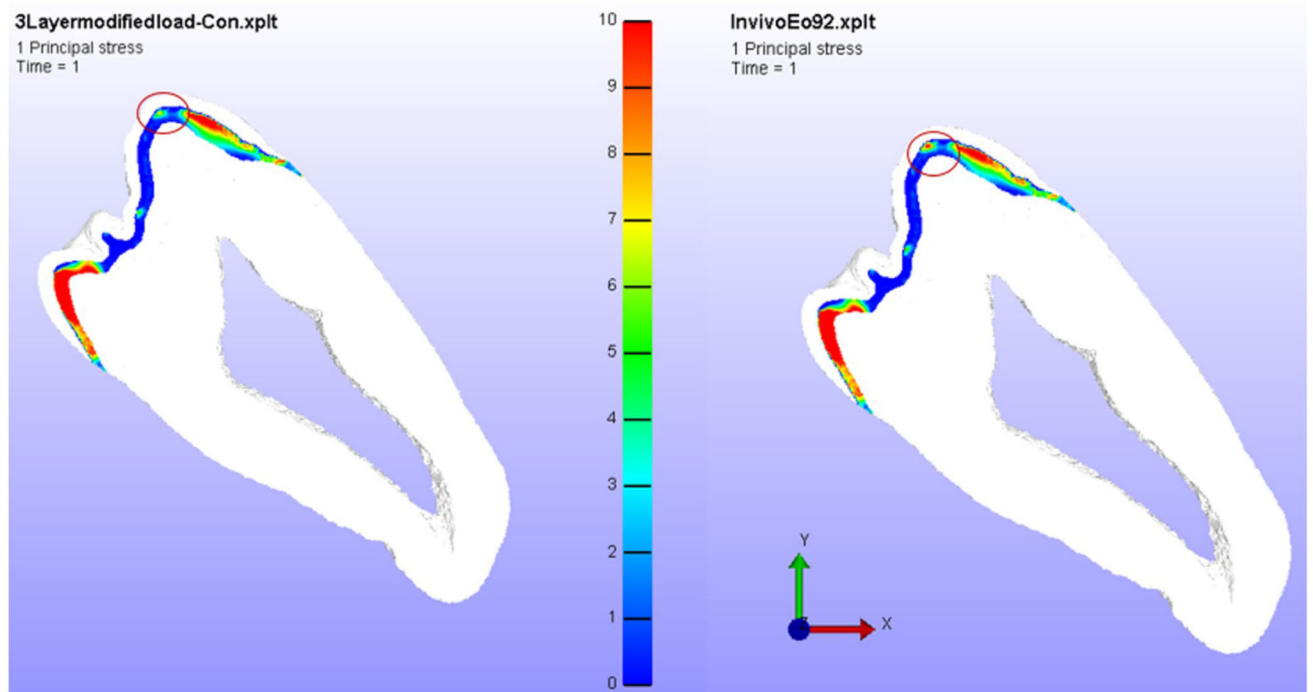 3Layermodifiedload-Con.xplt
1 Principal stress
Time = 1
10
9
8
7
6
5
4
3
2
1
0
InvivoEo92.xplt
1 Principal stress
Time = 1
Y
X